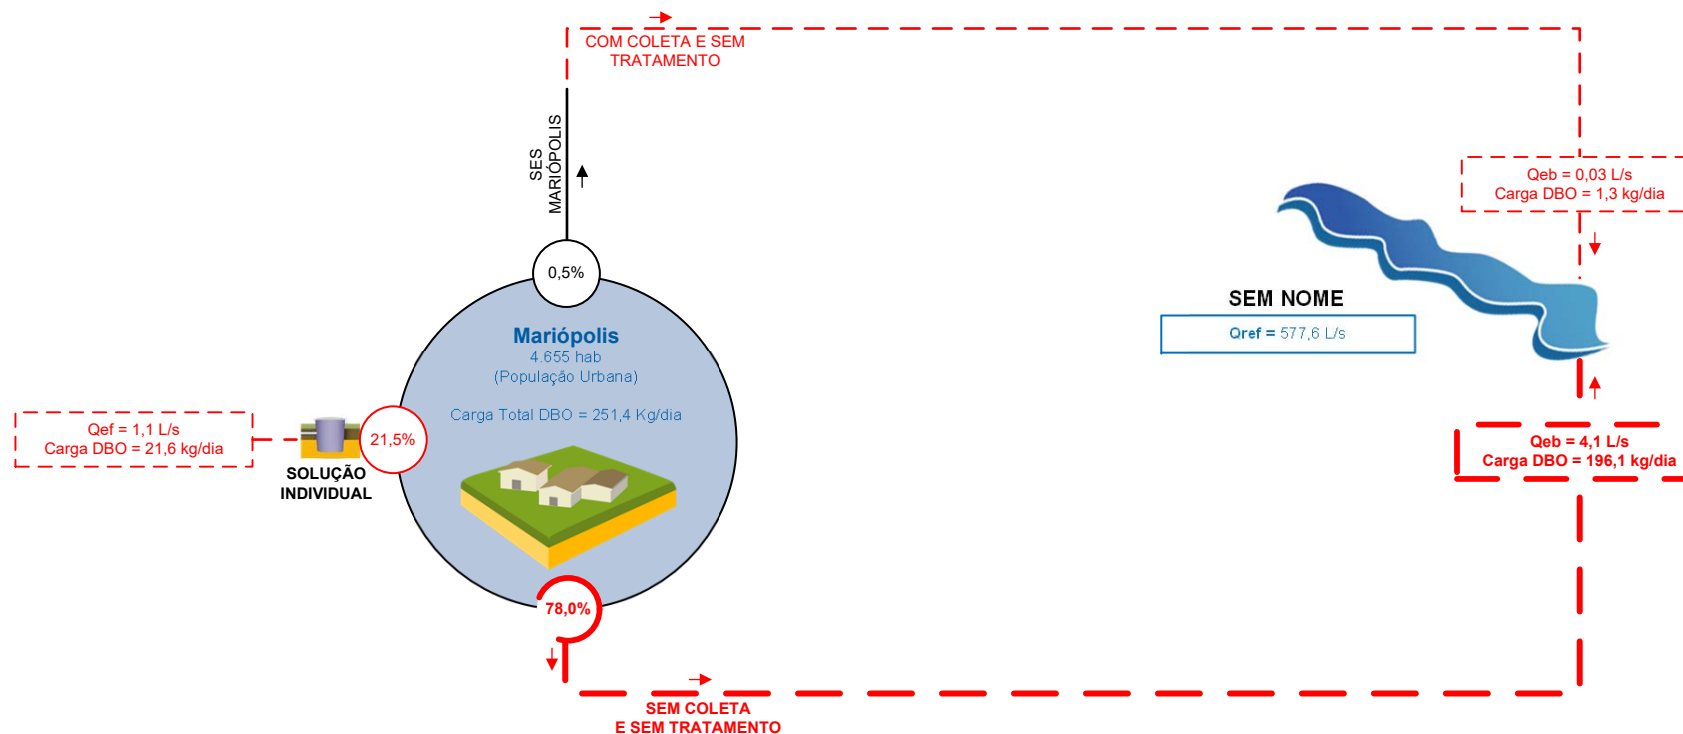 COM COLETA E SEM
TRATAMENTO
SES
MARIÓPOLIS
Qeb = 0,03 L/s
Carga DBO = 1,3 kg/dia
0,5%
SEM NOME
Qref = 577,6 L/s
Mariópolis
4.655 hab
(População Urbana)
Carga Total DBO = 251,4 Kg/dia
Qef = 1,1 L/s
Carga DBO = 21,6 kg/dia
21,5%
SOLUÇÃO
INDIVIDUAL
Qeb = 4,1 L/s
Carga DBO = 196,1 kg/dia
78,0%
SEM COLETA
E SEM TRATAMENTO